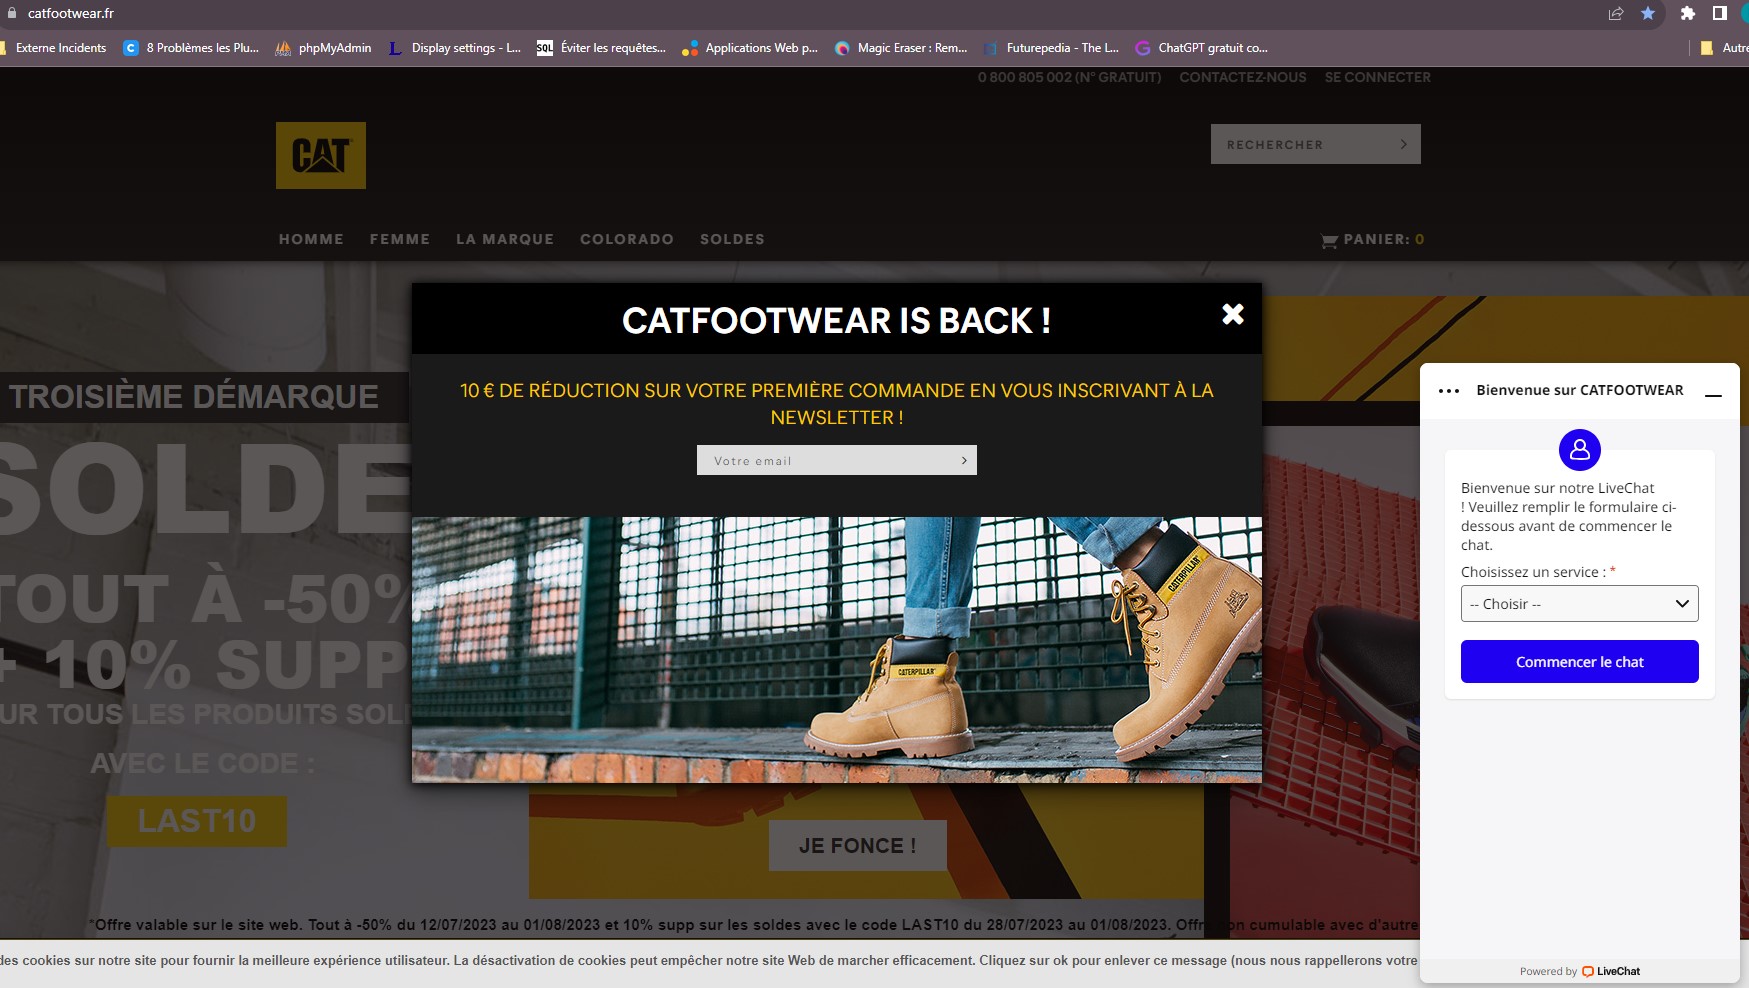 catfootwear.fr
Externe Incidents
8 Problèmes les Plu...
phpMyAdmin
Display settings - L...
SQL
Éviter les requêtes...
Applications Web p...
Magic Eraser : Rem...
Futurepedia - The L...
ChatGPT gratuit co...
Autre
0 800 805 002 (N° GRATUIT)
CONTACTEZ-NOUS
SE CONNECTER
CAT
RECHERCHER
HOMME
FEMME
LA MARQUE
COLORADO
SOLDES
PANIER: 0
CATFOOTWEAR IS BACK !
10 € DE RÉDUCTION SUR VOTRE PREMIÈRE COMMANDE EN VOUS INSCRIVANT À LA
NEWSLETTER !
Votre email
CATERPILLAR
CATERPILLAR
TROISIÈME DÉMARQUE
SOLDE
TOUT À -50%
+ 10% SUPP
UR TOUS LES PRODUITS SOL
AVEC LE CODE :
LAST10
JE FONCE !
*Offre valable sur le site web. Tout à -50% du 12/07/2023 au 01/08/2023 et 10% supp sur les soldes avec le code LAST10 du 28/07/2023 au 01/08/2023. Offre non cumulable avec d'autre
des cookies sur notre site pour fournir la meilleure expérience utilisateur. La désactivation de cookies peut empêcher notre site Web de marcher efficacement. Cliquez sur ok pour enlever ce message (nous nous rappellerons votre
Bienvenue sur CATFOOTWEAR
Bienvenue sur notre LiveChat
! Veuillez remplir le formulaire ci-
dessous avant de commencer le
chat.
Choisissez un service : *
-- Choisir --
Commencer le chat
Powered by LiveChat